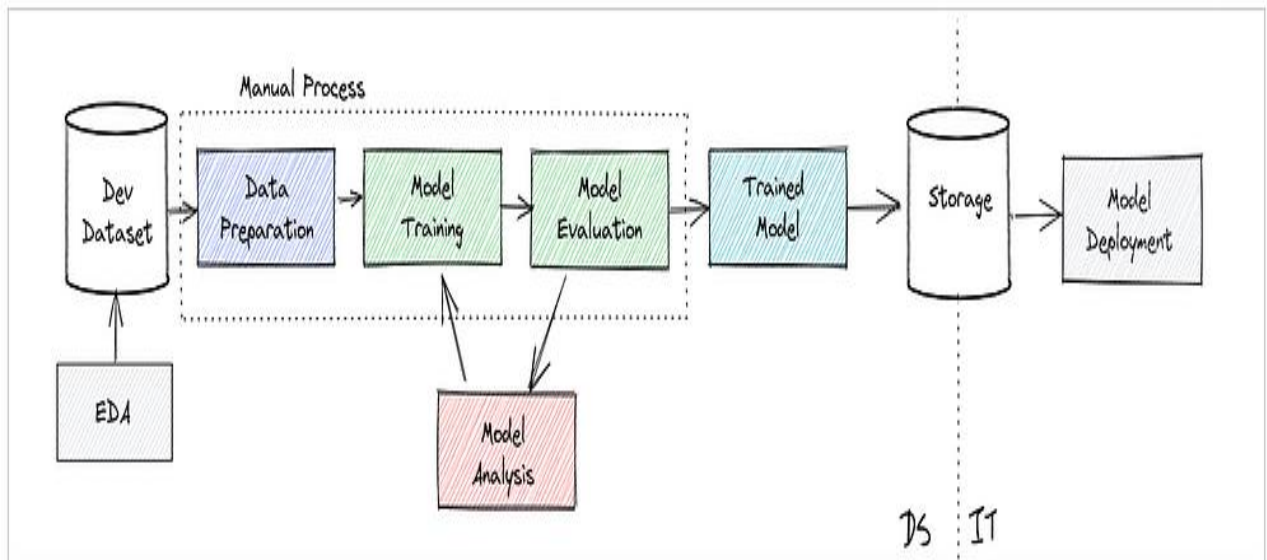 Manual Process
Dev
Dataset
Data
Preparation
Model
Training
Model
Evaluation
Trained
Model
Storage
Model
Deployment
EDA
Model
Analysis
DS
IT